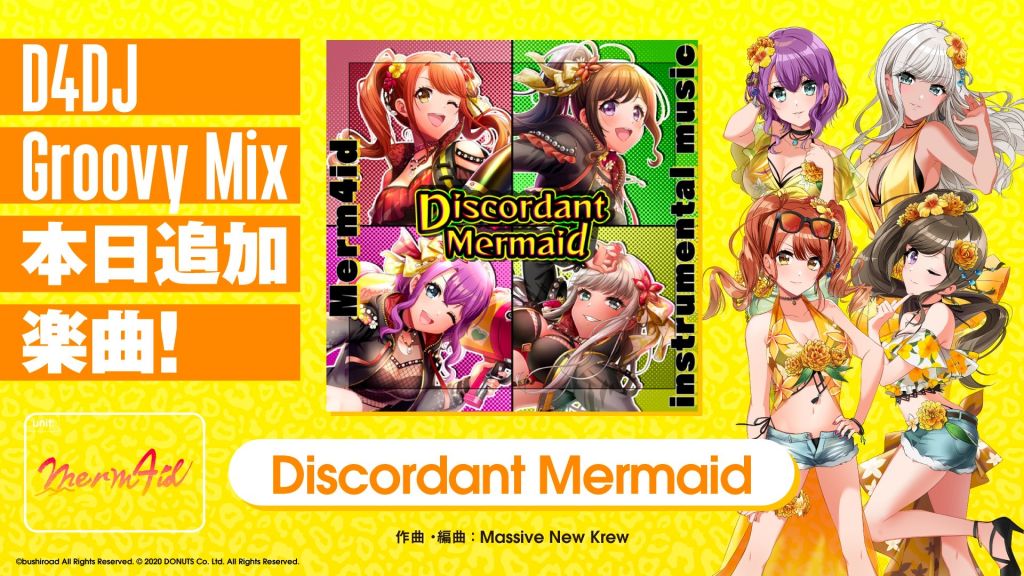 D4DJ
Groovy Mix
本日追加
楽曲!
Merm4id
Discordant
Mermaid
instrumental music
unit:
merm4id
Discordant Mermaid
作曲・編曲：Massive New Krew
©bushiroad All Rights Reserved. © 2020 DONUTS Co. Ltd. All Rights Reserved.